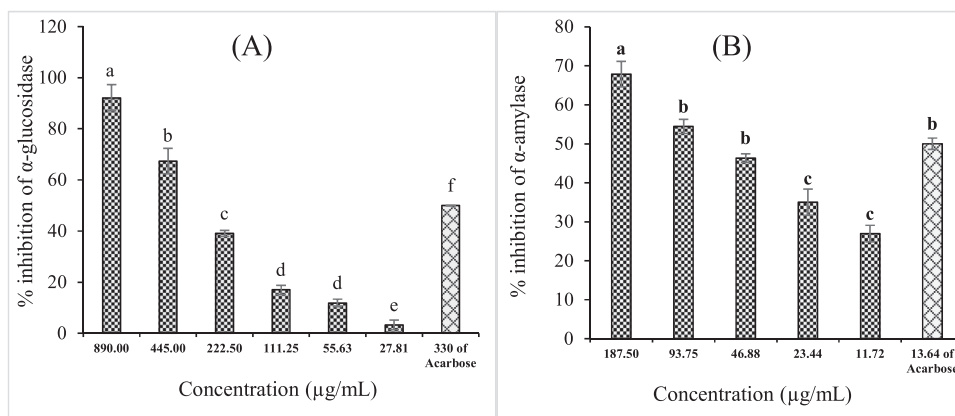 (A)
% inhibition of α-glucosidase
120
100
80
60
40
20
0
a
b
c
d
d
e
f
890.00 445.00 222.50 111.25 55.63 27.81 330 of
Acarbose
Concentration (µg/mL)
(B)
% inhibition of α-amylase
80
70
60
50
40
30
20
10
0
a
b
b
c
c
b
187.50 93.75 46.88 23.44 11.72 13.64 of
Acarbose
Concentration (µg/mL)